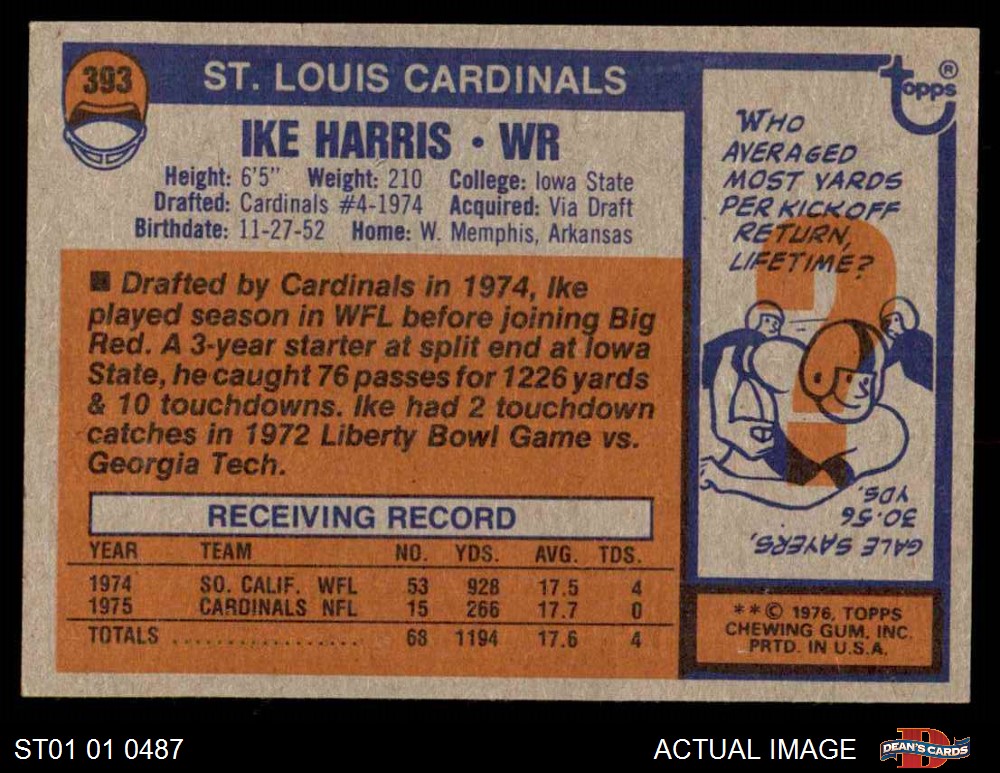 393
ST. LOUIS CARDINALS
IKE HARRIS • WR
Height: 6'5" Weight: 210 College: Iowa State
Drafted: Cardinals #4-1974 Acquired: Via Draft
Birthdate: 11-27-52 Home: W. Memphis, Arkansas
■ Drafted by Cardinals in 1974, Ike
played season in WFL before joining Big
Red. A 3-year starter at split end at Iowa
State, he caught 76 passes for 1226 yards
& 10 touchdowns. Ike had 2 touchdown
catches in 1972 Liberty Bowl Game vs.
Georgia Tech.
RECEIVING RECORD
YEAR TEAM NO. YDS. AVG. TDS.
1974 SO. CALIF. WFL 53 928 17.5 4
1975 CARDINALS NFL 15 266 17.7 0
TOTALS .................. 68 1194 17.6 4
Topps®
WHO
AVERAGED
MOST YARDS
PER KICKOFF
RETURN,
LIFETIME?
GALE SAYERS,
30.56
YDS.
**© 1976, TOPPS
CHEWING GUM, INC.
PRTD. IN U.S.A.
ST01 01 0487
ACTUAL IMAGE
DEAN'S CARDS